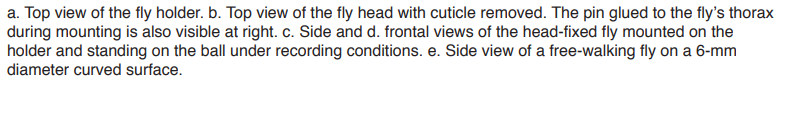 a. Top view of the fly holder. b. Top view of the fly head with cuticle removed. The pin glued to the fly's thorax
during mounting is also visible at right. c. Side and d. frontal views of the head-fixed fly mounted on the
holder and standing on the ball under recording conditions. e. Side view of a free-walking fly on a 6-mm
diameter curved surface.